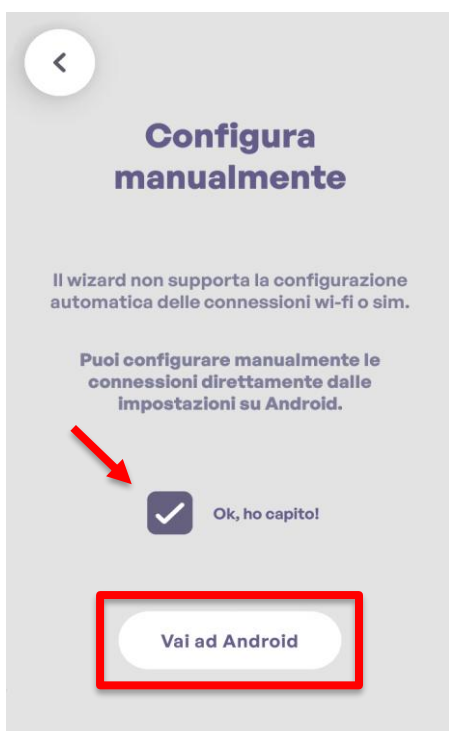 Configura
manualmente
Il wizard non supporta la configurazione
automatica delle connessioni wi-fi o sim.
Puoi configurare manualmente le
connessioni direttamente dalle
impostazioni su Android.
Ok, ho capito!
Vai ad Android